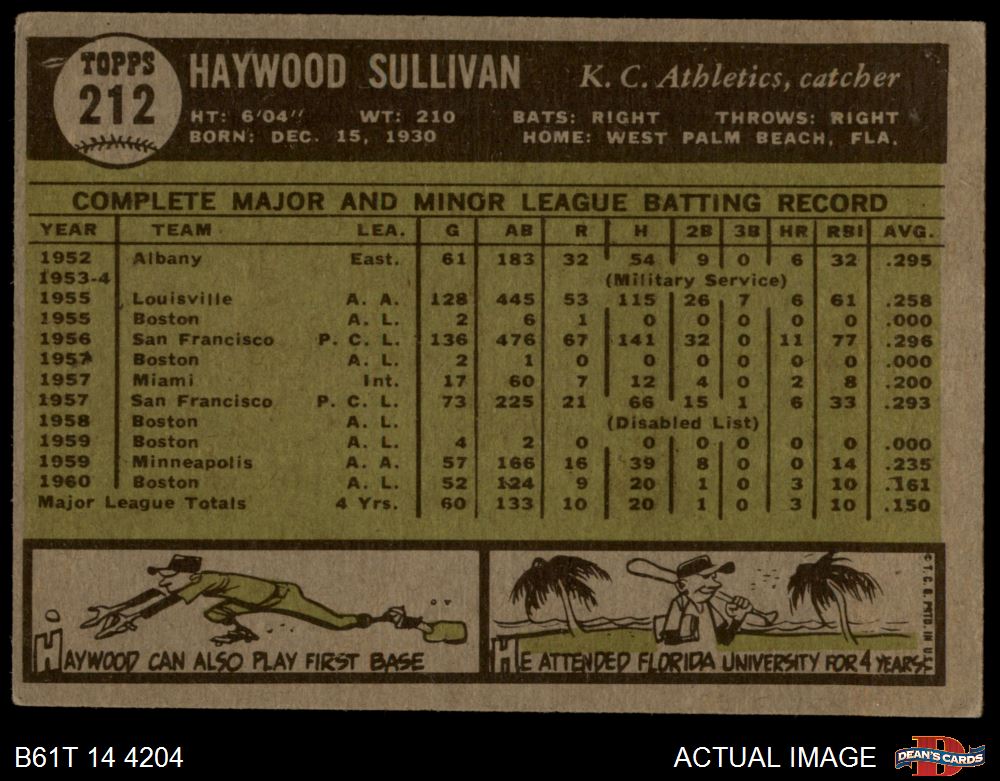 TOPPS
212
HAYWOOD SULLIVAN K. C. Athletics, catcher
HT: 6'04" WT: 210 BATS: RIGHT THROWS: RIGHT
BORN: DEC. 15, 1930 HOME: WEST PALM BEACH, FLA.
COMPLETE MAJOR AND MINOR LEAGUE BATTING RECORD
YEAR TEAM LEA. G AB R H 2B 3B HR RBI AVG.
1952 Albany East. 61 183 32 54 9 0 6 32 .295
1953-4 (Military Service)
1955 Louisville A. A. 128 445 53 115 26 7 6 61 .258
1955 Boston A. L. 2 6 1 0 0 0 0 0 .000
1956 San Francisco P. C. L. 136 476 67 141 32 0 11 77 .296
1957 Boston A. L. 2 1 0 0 0 0 0 0 .000
1957 Miami Int. 17 60 7 12 4 0 2 8 .200
1957 San Francisco P. C. L. 73 225 21 66 15 1 6 33 .293
1958 Boston A. L. (Disabled List)
1959 Boston A. L. 4 2 0 0 0 0 0 0 .000
1959 Minneapolis A. A. 57 166 16 39 8 0 0 14 .235
1960 Boston A. L. 52 124 9 20 1 0 3 10 .161
Major League Totals 4 Yrs. 60 133 10 20 1 0 3 10 .150
HAYWOOD CAN ALSO PLAY FIRST BASE
HE ATTENDED FLORIDA UNIVERSITY FOR 4 YEARS.
© T. C. G. PRTD. IN U.S.A.
B61T 14 4204 ACTUAL IMAGE
D
DEAN'S CARDS